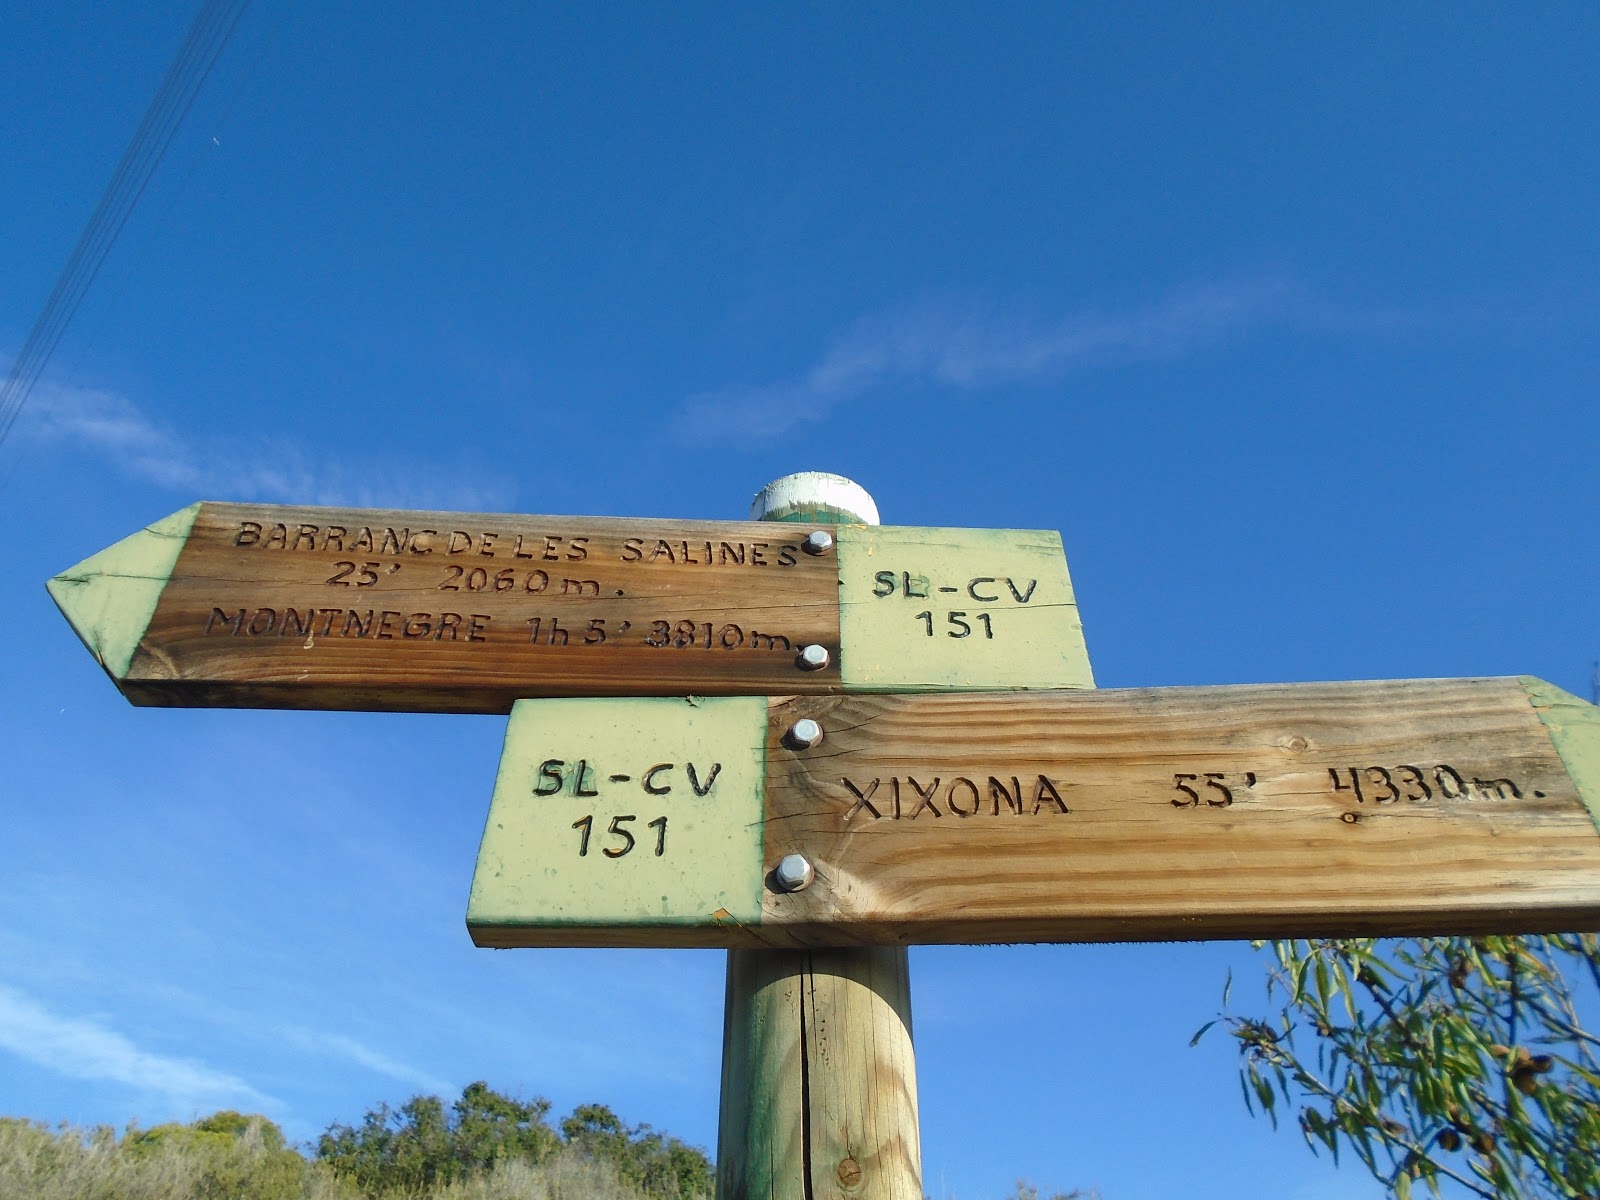 BARRANC DE LES SALINES
25' 2060m.
MONTNEGRE 1h 5' 3810m.
SL-CV
151
SL-CV
151
XIXONA 55' 4330m.